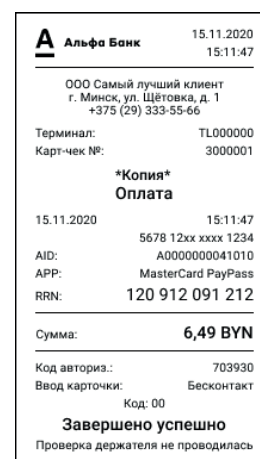 Альфа Банк
15.11.2020
15:11:47
ООО Самый лучший клиент
г. Минск, ул. Щётовка, д. 1
+375 (29) 333-55-66
Терминал: TL000000
Карт-чек №: 3000001
*Копия*
Оплата
15.11.2020 15:11:47
5678 12xx xxxx 1234
AID: A0000000041010
APP: MasterCard PayPass
RRN: 120 912 091 212
Сумма: 6,49 BYN
Код авториз.: 703930
Ввод карточки: Бесконтакт
Код: 00
Завершено успешно
Проверка держателя не проводилась